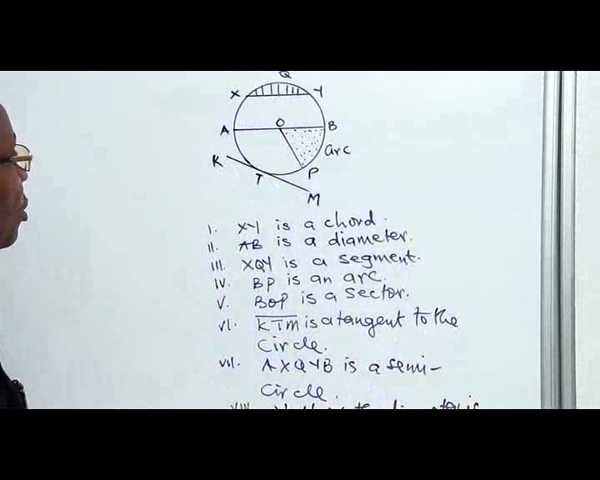 Q
X Y
A O B
arc
K
T P
M
I. XY is a chord.
II. AB is a diameter.
III. XQY is a segment.
IV. BP is an arc.
V. BOP is a sector.
VI. KTM is a tangent to the
circle.
VII. AXQYB is a semi-
circle.